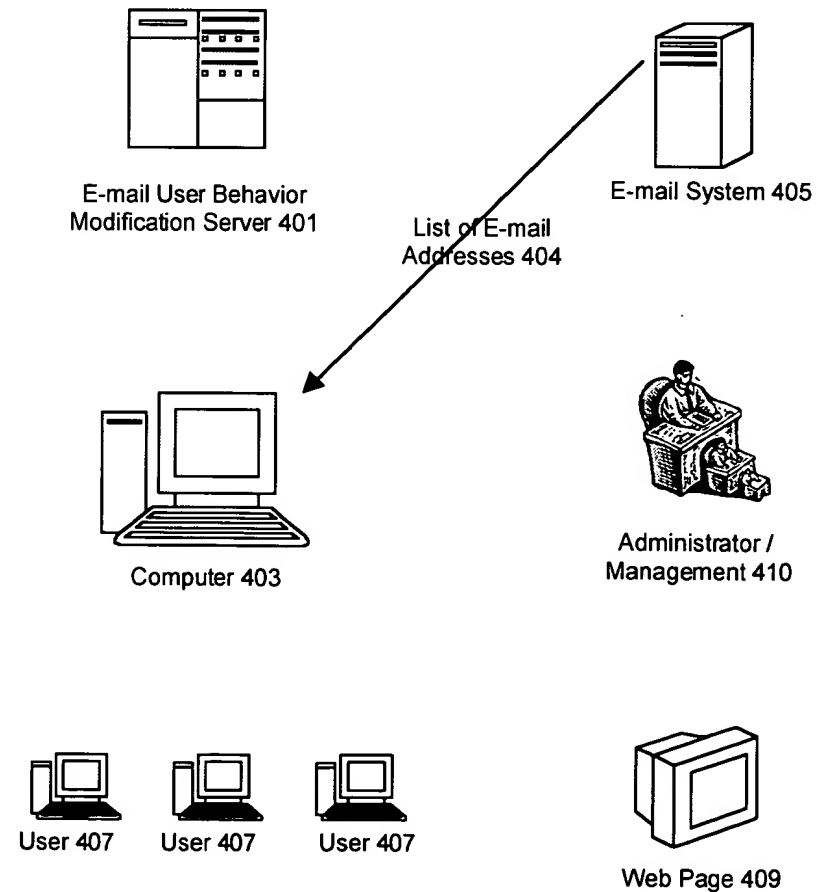 E-mail User Behavior
Modification Server 401
E-mail System 405
List of E-mail
Addresses 404
Computer 403
Administrator /
Management 410
User 407
User 407
User 407
Web Page 409